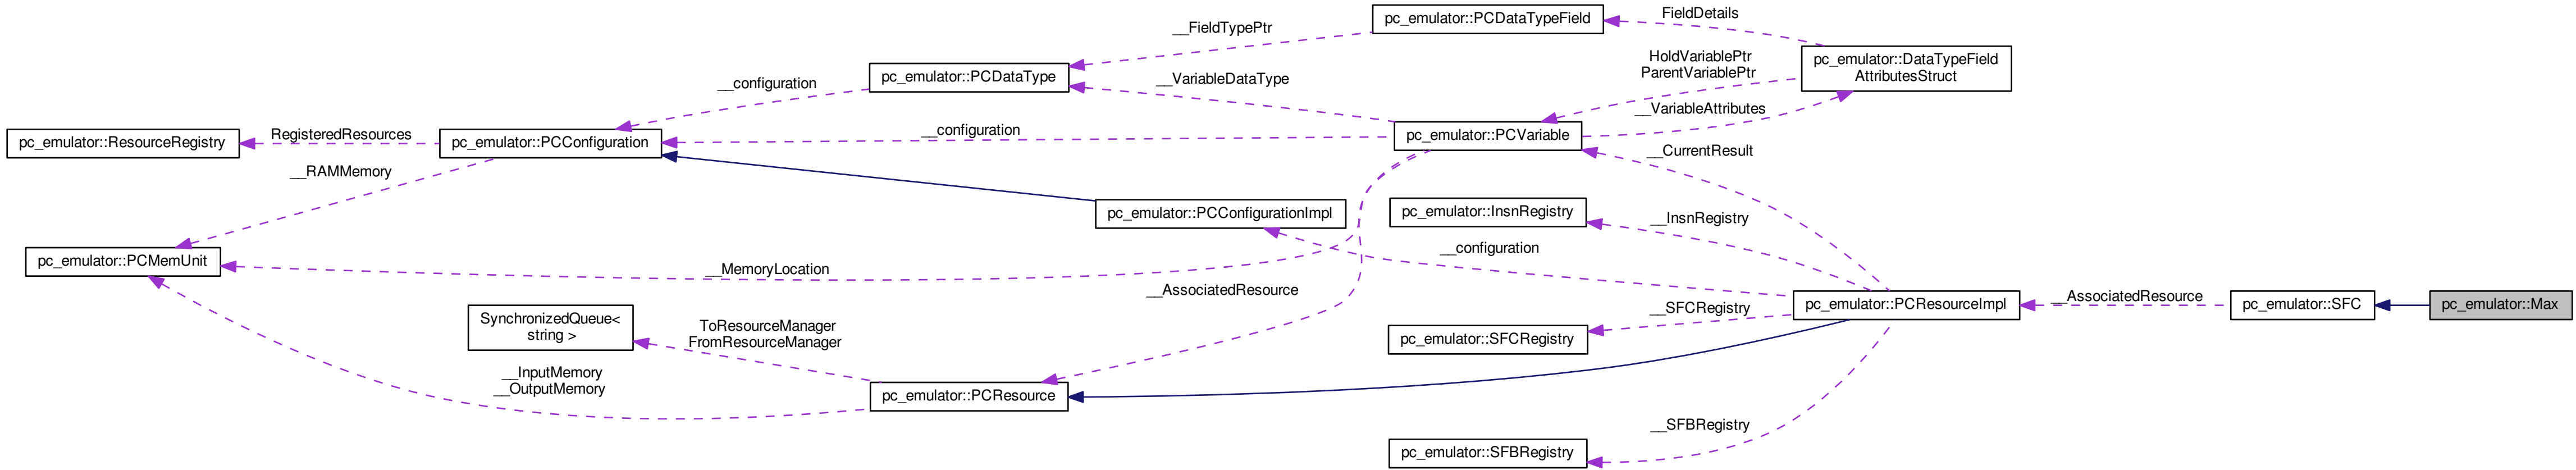 pc_emulator::PCDataTypeField
FieldDetails
__FieldTypePtr
HoldVariablePtr
ParentVariablePtr
pc_emulator::DataTypeField
AttributesStruct
pc_emulator::PCDataType
__configuration
__VariableDataType
__VariableAttributes
pc_emulator::ResourceRegistry
RegisteredResources
pc_emulator::PCConfiguration
__configuration
pc_emulator::PCVariable
__CurrentResult
__RAMMemory
pc_emulator::PCConfigurationImpl
pc_emulator::InsnRegistry
__InsnRegistry
__configuration
pc_emulator::PCMemUnit
__MemoryLocation
__AssociatedResource
pc_emulator::PCResourceImpl
__AssociatedResource
pc_emulator::SFC
pc_emulator::Max
SynchronizedQueue<
string >
ToResourceManager
FromResourceManager
__SFCRegistry
pc_emulator::SFCRegistry
__InputMemory
__OutputMemory
pc_emulator::PCResource
__SFBRegistry
pc_emulator::SFBRegistry